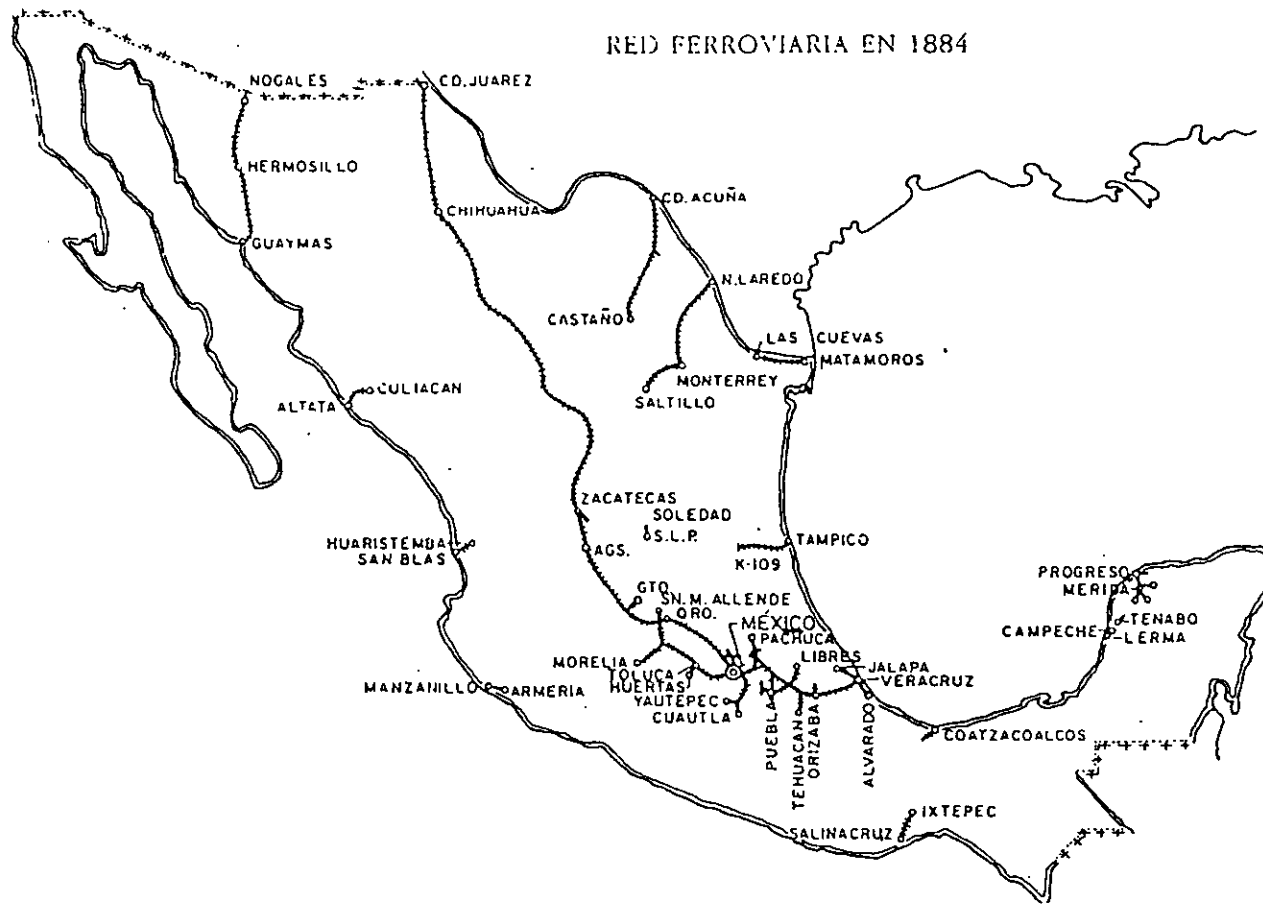 RED FERROVIARIA EN 1884
NOGALES
CD. JUAREZ
HERMOSILLO
CHIHUAHUA
CD. ACUÑA
GUAYMAS
N. LAREDO
CASTAÑO
LAS CUEVAS
MATAMOROS
MONTERREY
SALTILLO
CULIACAN
ALTATA
ZACATECAS
SOLEDAD
S.L.P.
HUARISTEMBA
SAN BLAS
AGS.
TAMPICO
K-109
GTO.
SN. M. ALLENDE
QRO.
MÉXICO
PACHUCA
LIBRES
JALAPA
VERACRUZ
PROGRESO
MERIDA
TENABO
CAMPECHE
LERMA
MORELIA
TOLUCA
HUERTAS
MANZANILLO
ARMERIA
YAUTEPEC
CUAUTLA
PUEBLA
TEHUACAN
ORIZABA
ALVARADO
COATZACOALCOS
IXTEPEC
SALINACRUZ